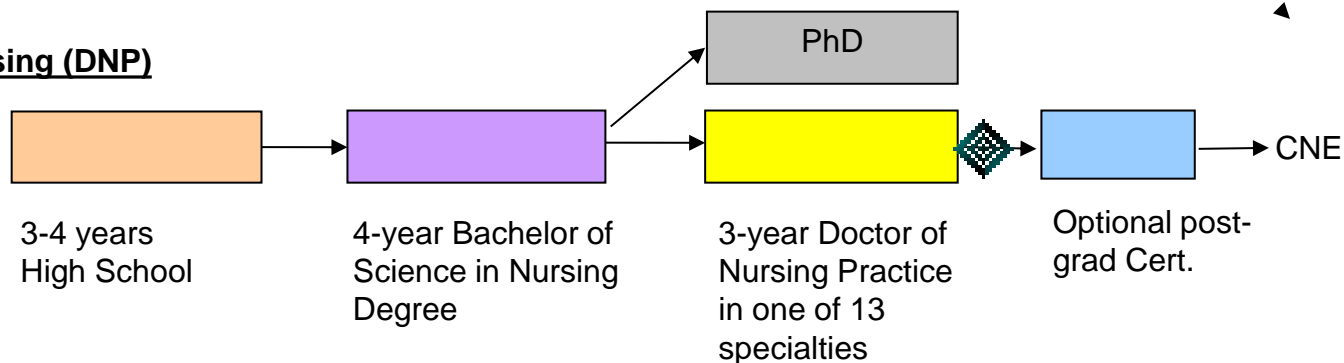 PhD
sing (DNP)
CNE
3-4 years
High School
4-year Bachelor of
Science in Nursing
Degree
3-year Doctor of
Nursing Practice
in one of 13
specialties
Optional post-
grad Cert.